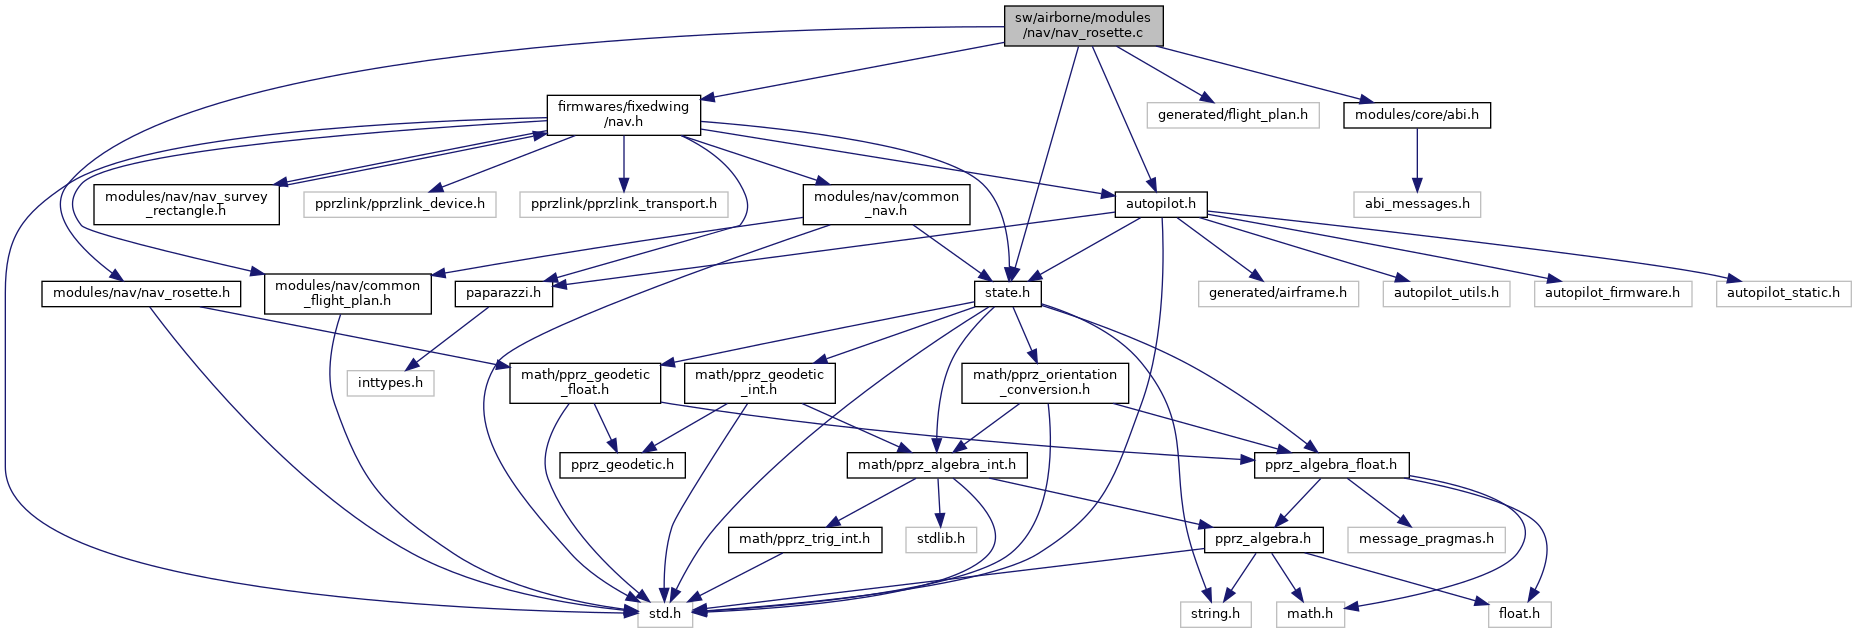 sw/airborne/modules
/nav/nav_rosette.c
firmwares/fixedwing
/nav.h
generated/flight_plan.h
modules/core/abi.h
modules/nav/nav_survey
_rectangle.h
pprzlink/pprzlink_device.h
pprzlink/pprzlink_transport.h
modules/nav/common
_nav.h
autopilot.h
abi_messages.h
modules/nav/nav_rosette.h
modules/nav/common
_flight_plan.h
paparazzi.h
state.h
generated/airframe.h
autopilot_utils.h
autopilot_firmware.h
autopilot_static.h
inttypes.h
math/pprz_geodetic
_float.h
math/pprz_geodetic
_int.h
math/pprz_orientation
_conversion.h
pprz_geodetic.h
math/pprz_algebra_int.h
pprz_algebra_float.h
math/pprz_trig_int.h
stdlib.h
pprz_algebra.h
message_pragmas.h
std.h
string.h
math.h
float.h